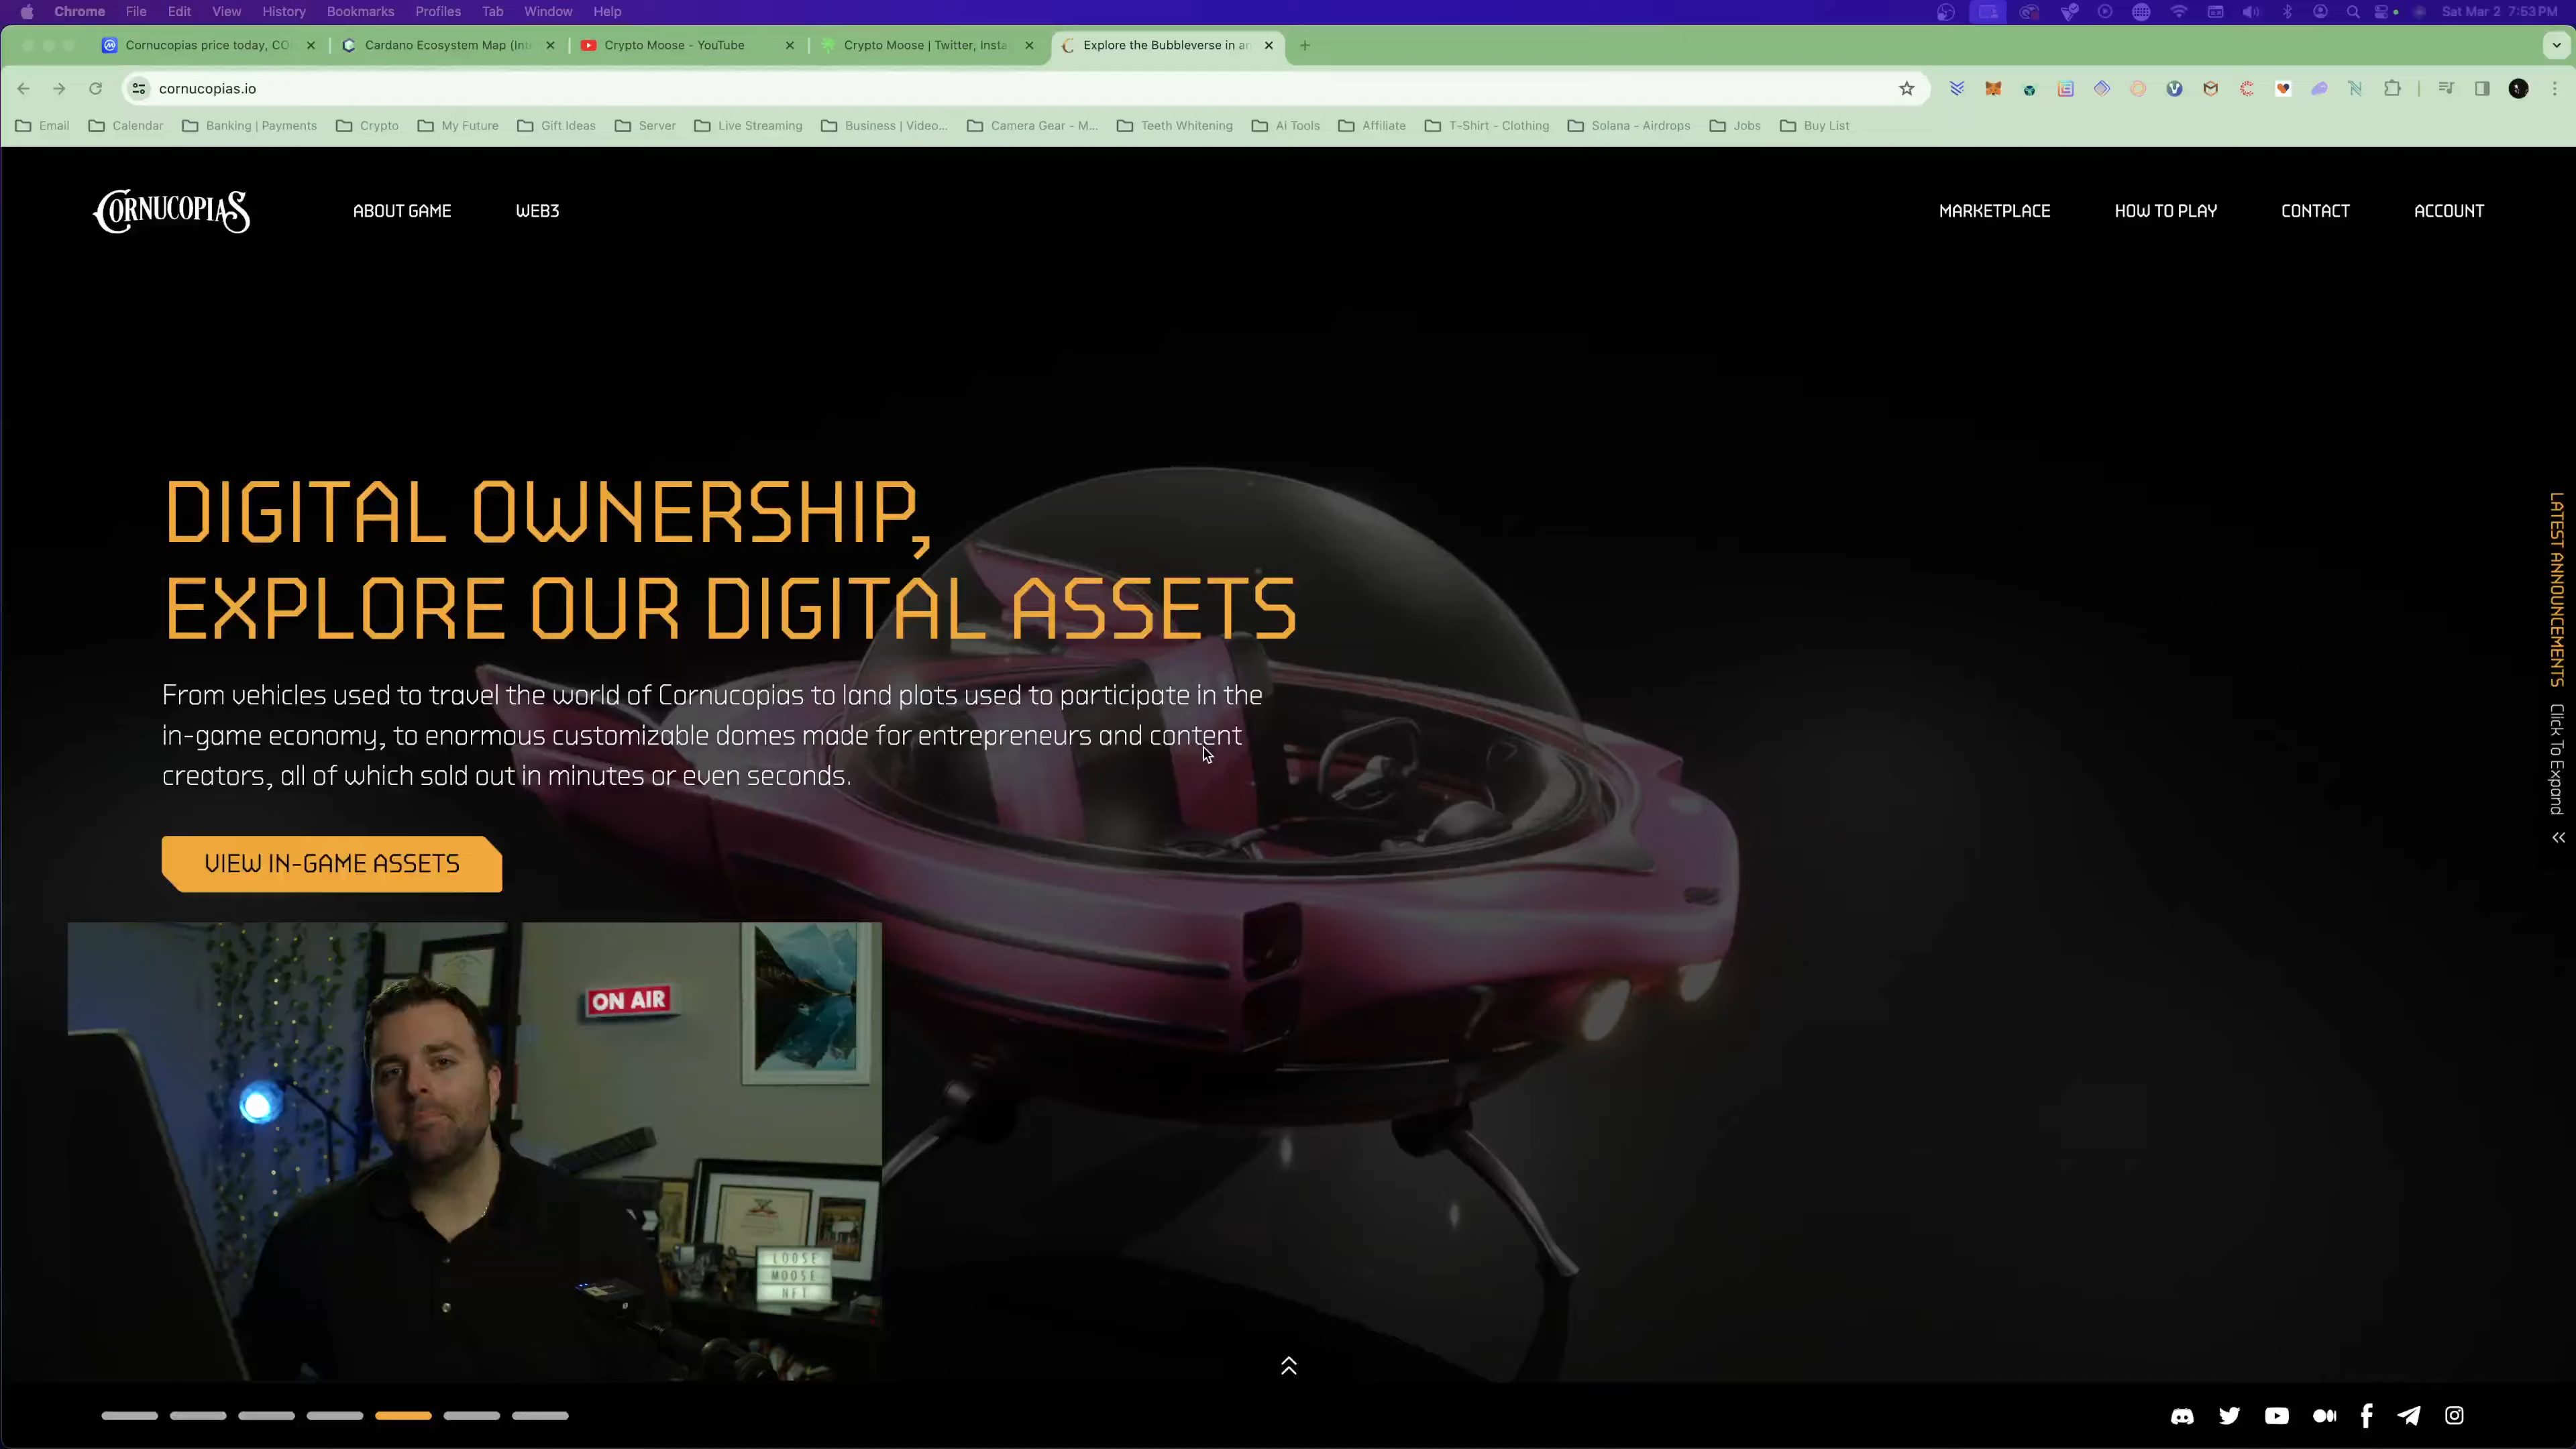 Chrome File Edit View History Bookmarks Profiles Tab Window Help Sat Mar 2 7:53 PM
Cornucopias price today, CO Cardano Ecosystem Map (Inte Crypto Moose - YouTube Crypto Moose | Twitter, Insta Explore the Bubbleverse in an
cornucopias.io
Email Calendar Banking | Payments Crypto My Future Gift Ideas Server Live Streaming Business | Video... Camera Gear - M... Teeth Whitening Ai Tools Affiliate T-Shirt - Clothing Solana - Airdrops Jobs Buy List
CORNUCOPIAS ABOUT GAME WEB3 MARKETPLACE HOW TO PLAY CONTACT ACCOUNT
DIGITAL OWNERSHIP,
EXPLORE OUR DIGITAL ASSETS
From vehicles used to travel the world of Cornucopias to land plots used to participate in the
in-game economy, to enormous customizable domes made for entrepreneurs and content
creators, all of which sold out in minutes or even seconds.
VIEW IN-GAME ASSETS
LATEST ANNOUNCEMENTS Click To Expand
ON AIR
LOOSE
MOOSE
NFT